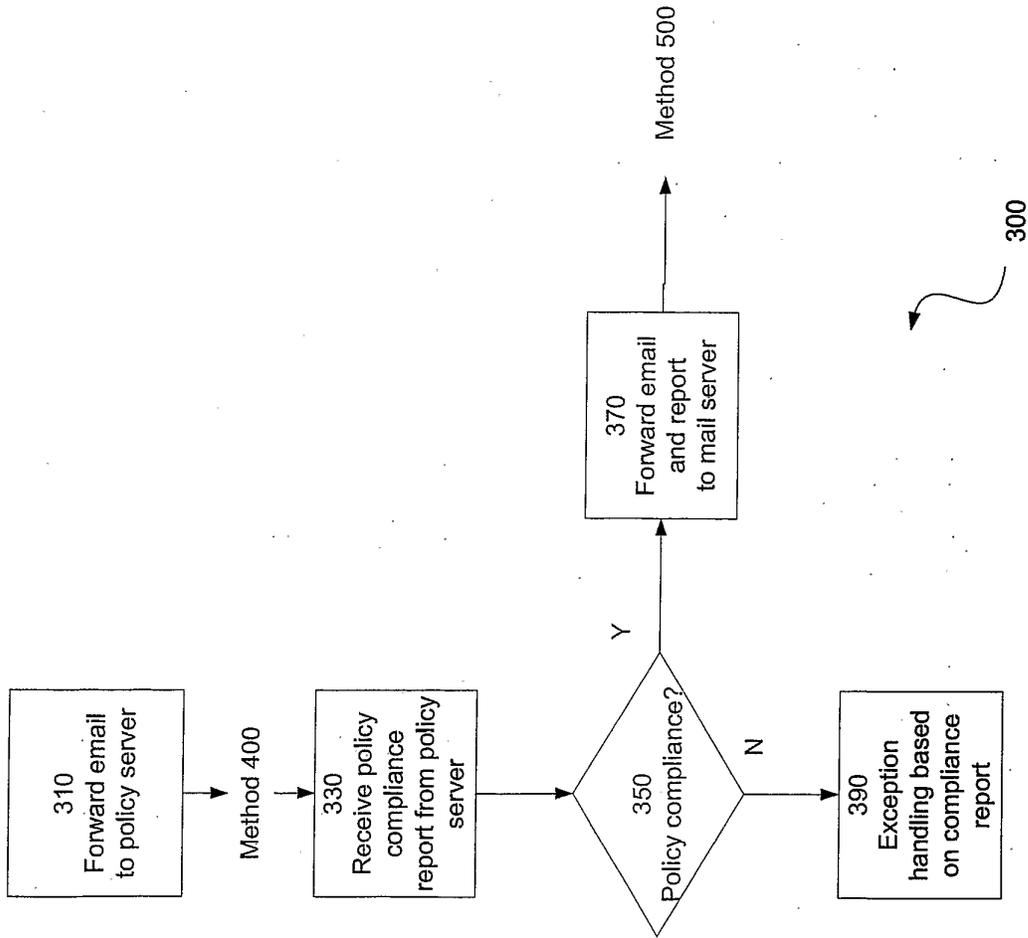 310
Forward email
to policy server
Method 400
330
Receive policy
compliance
report from policy
server
350
Policy compliance?
Y
370
Forward email
and report
to mail server
Method 500
N
390
Exception
handling based
on compliance
report
300